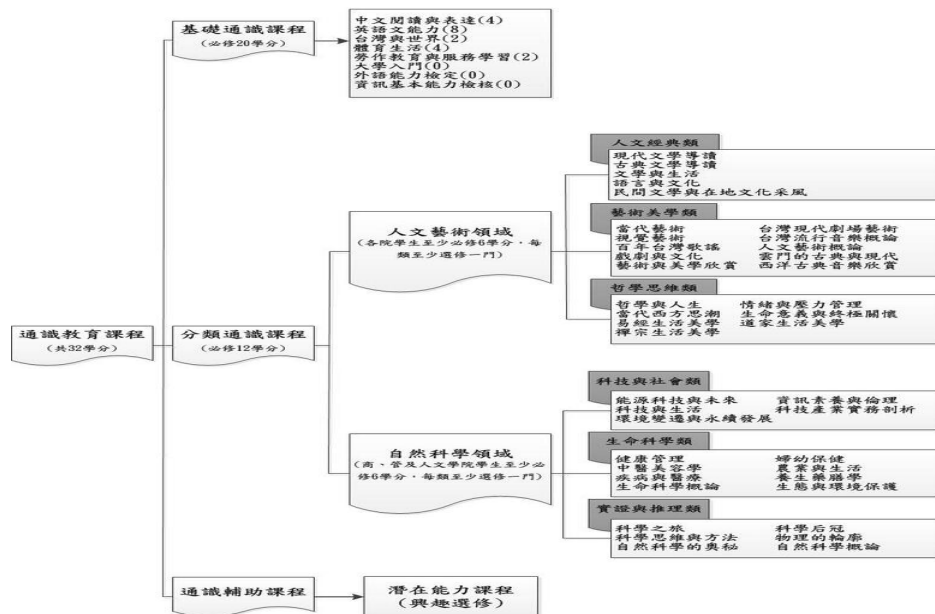 通識教育課程
(共32學分)
基礎通識課程
(必修20學分)
中文閱讀與表達(4)
英語文能力(8)
台灣與世界(2)
體育生活(4)
勞作教育與服務學習(2)
大學入門(0)
外語能力檢定(0)
資訊基本能力檢核(0)
分類通識課程
(必修12學分)
人文藝術領域
(各院學生至少必修6學分，每
類至少選修一門)
人文經典類
現代文學導讀
古典文學導讀
文學與生活
語言與文化
民間文學與在地文化采風
藝術美學類
當代藝術 台灣現代劇場藝術
視覺藝術 台灣流行音樂概論
百年台灣歌謠 人文藝術概論
戲劇與文化 雲門的古典與現代
藝術與美學欣賞 西洋古典音樂欣賞
哲學思維類
哲學與人生 情緒與壓力管理
當代西方思潮 生命意義與終極關懷
易經生活美學 道家生活美學
禪宗生活美學
自然科學領域
(商、管及人文學院學生至少必
修6學分，每類至少選修一門)
科技與社會類
能源科技與未來 資訊素養與倫理
科技與生活 科技產業實務剖析
環境變遷與永續發展
生命科學類
健康管理 婦幼保健
中醫美容學 農業與生活
疾病與醫療 養生藥膳學
生命科學概論 生態與環境保護
實證與推理類
科學之旅 科學后冠
科學思維與方法 物理的輪廓
自然科學的奧秘 自然科學概論
通識輔助課程
潛在能力課程
(興趣選修)